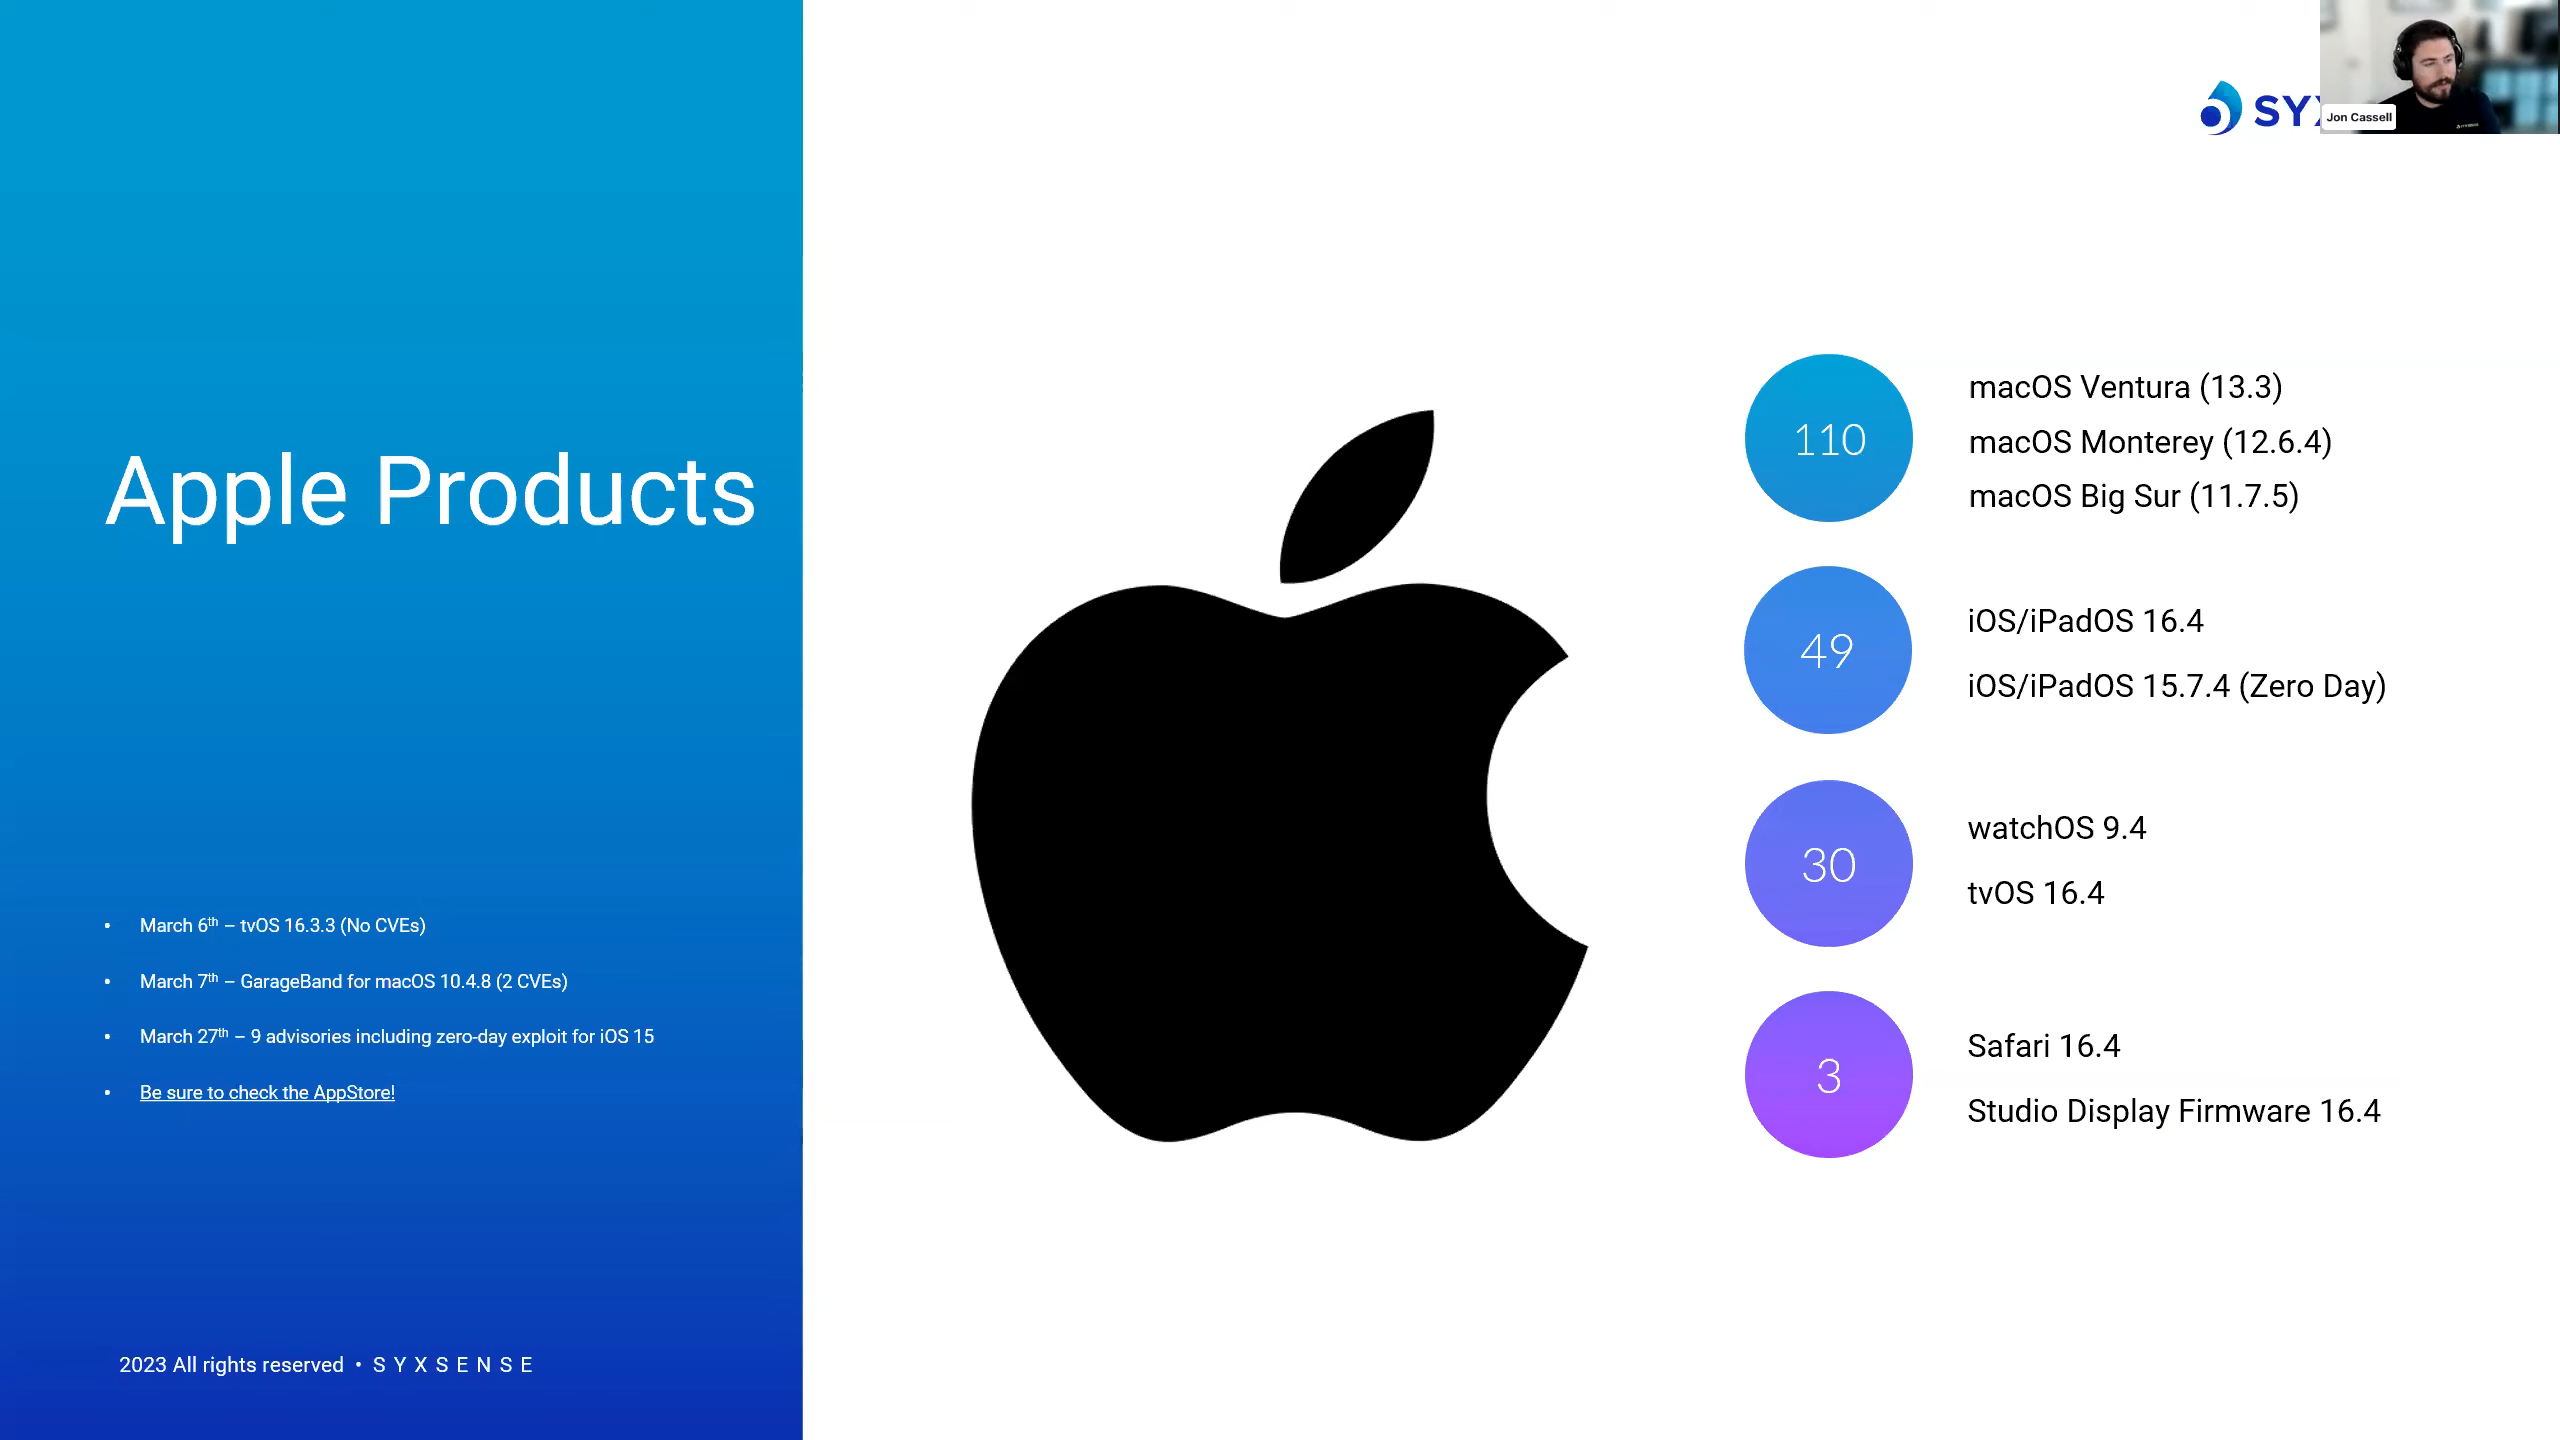 Apple Products
• March 6th – tvOS 16.3.3 (No CVEs)
• March 7th – GarageBand for macOS 10.4.8 (2 CVEs)
• March 27th – 9 advisories including zero-day exploit for iOS 15
• Be sure to check the AppStore!
2023 All rights reserved • SYXSENSE
Jon Cassell
110
macOS Ventura (13.3)
macOS Monterey (12.6.4)
macOS Big Sur (11.7.5)
49
iOS/iPadOS 16.4
iOS/iPadOS 15.7.4 (Zero Day)
30
watchOS 9.4
tvOS 16.4
3
Safari 16.4
Studio Display Firmware 16.4